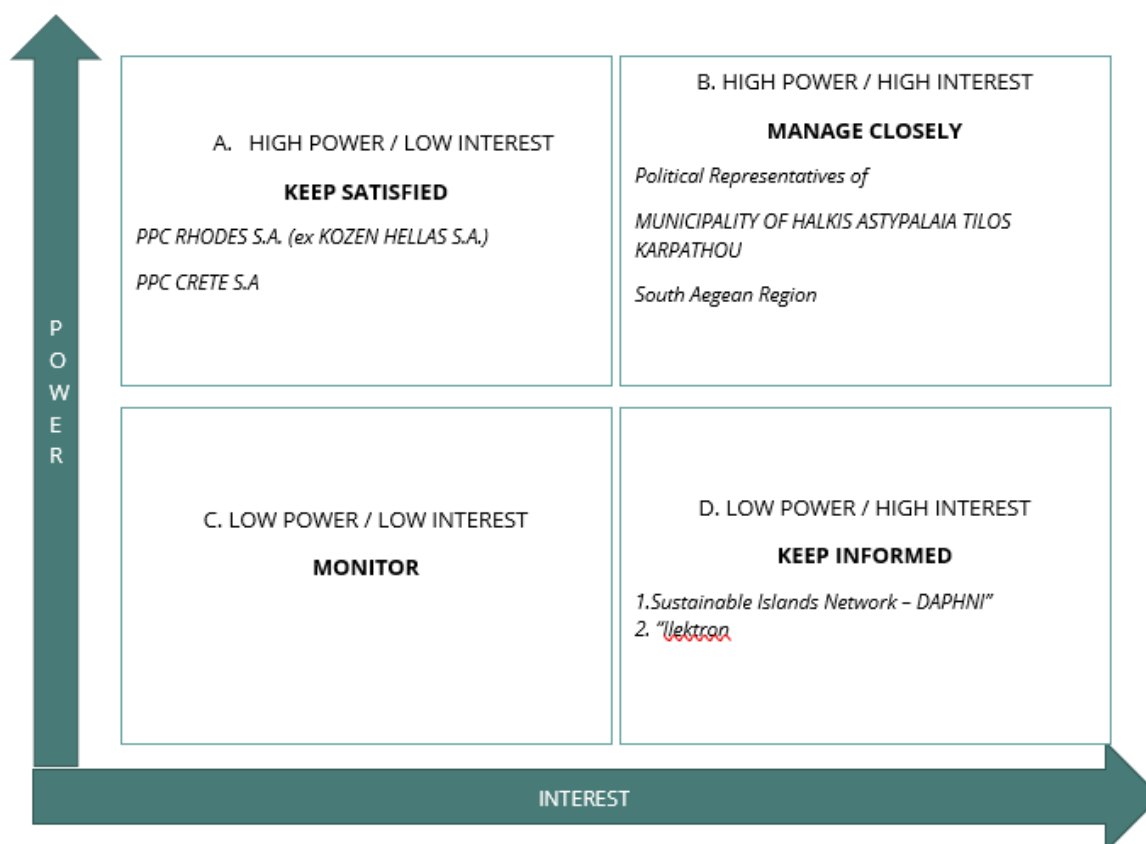 A. HIGH POWER / LOW INTEREST
KEEP SATISFIED
PPC RHODES S.A. (ex KOZEN HELLAS S.A.)
PPC CRETE S.A
B. HIGH POWER / HIGH INTEREST
MANAGE CLOSELY
Political Representatives of
MUNICIPALITY OF HALKIS ASTYPALAIA TILOS
KARPATHOU
South Aegean Region
POWER
C. LOW POWER / LOW INTEREST
MONITOR
D. LOW POWER / HIGH INTEREST
KEEP INFORMED
1.Sustainable Islands Network – DAPHNI”
2. “Ilektron
INTEREST